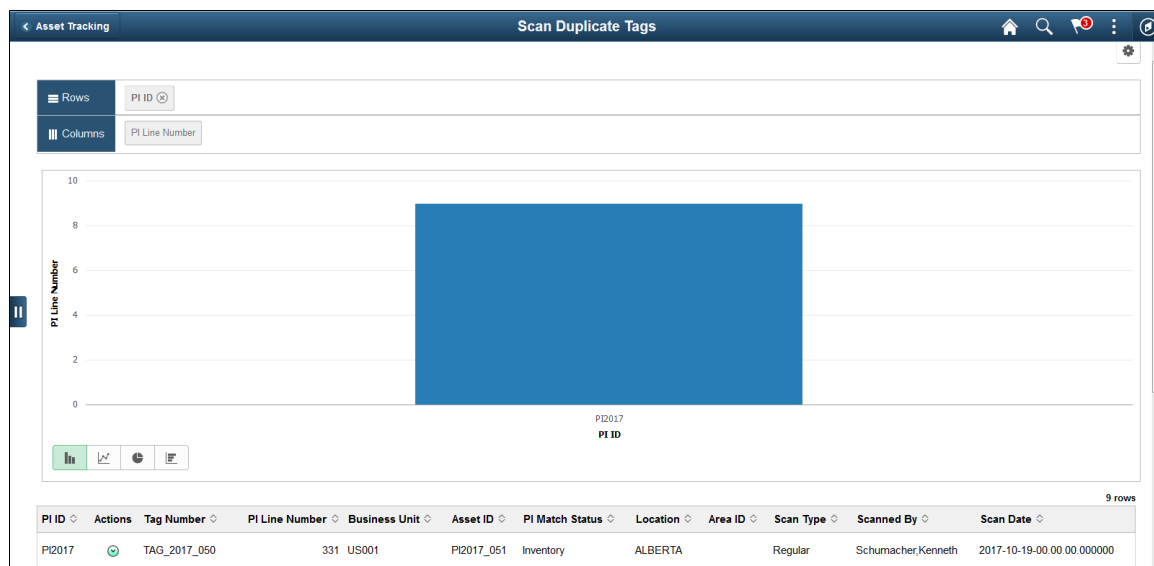 Asset Tracking
Scan Duplicate Tags
3
Rows
PI ID
Columns
PI Line Number
10
8
6
4
2
0
PI Line Number
PI2017
PI ID
9 rows
PI ID Actions Tag Number PI Line Number Business Unit Asset ID PI Match Status Location Area ID Scan Type Scanned By Scan Date
PI2017 TAG_2017_050 331 US001 PI2017_051 Inventory ALBERTA Regular Schumacher,Kenneth 2017-10-19-00.00.00.000000